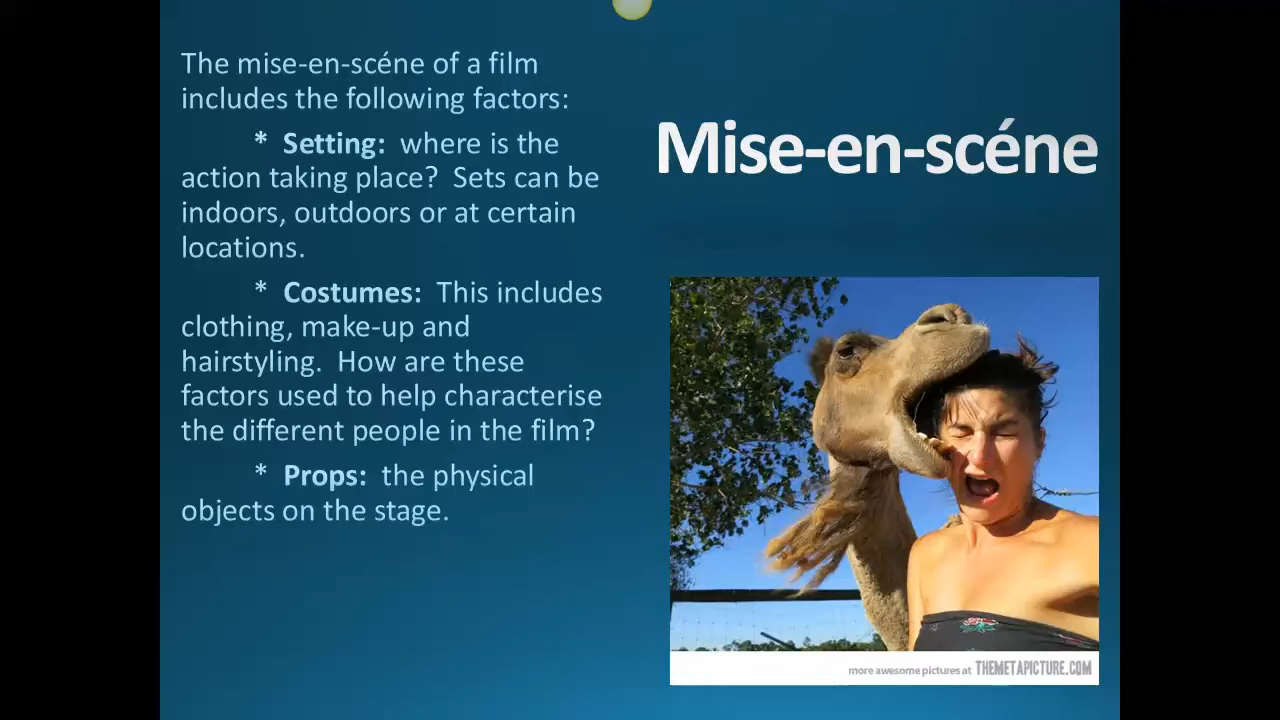 The mise-en-scéne of a film
includes the following factors:
* Setting: where is the
action taking place? Sets can be
indoors, outdoors or at certain
locations.
* Costumes: This includes
clothing, make-up and
hairstyling. How are these
factors used to help characterise
the different people in the film?
* Props: the physical
objects on the stage.
Mise-en-scéne
more awesome pictures at THEMETAPICTURE.COM